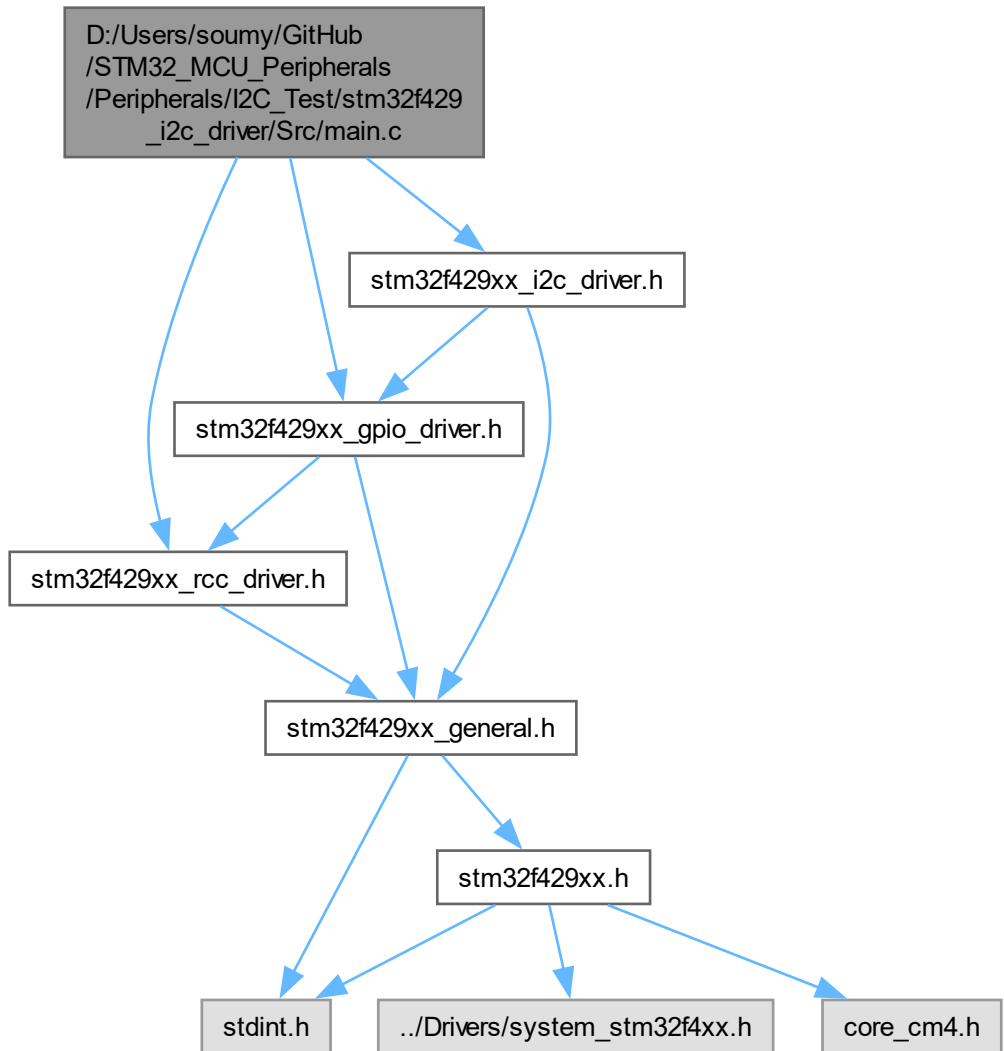 D:/Users/soumy/GitHub
/STM32_MCU_Peripherals
/Peripherals/I2C_Test/stm32f429
_i2c_driver/Src/main.c
stm32f429xx_i2c_driver.h
stm32f429xx_gpio_driver.h
stm32f429xx_rcc_driver.h
stm32f429xx_general.h
stm32f429xx.h
stdint.h
../Drivers/system_stm32f4xx.h
core_cm4.h